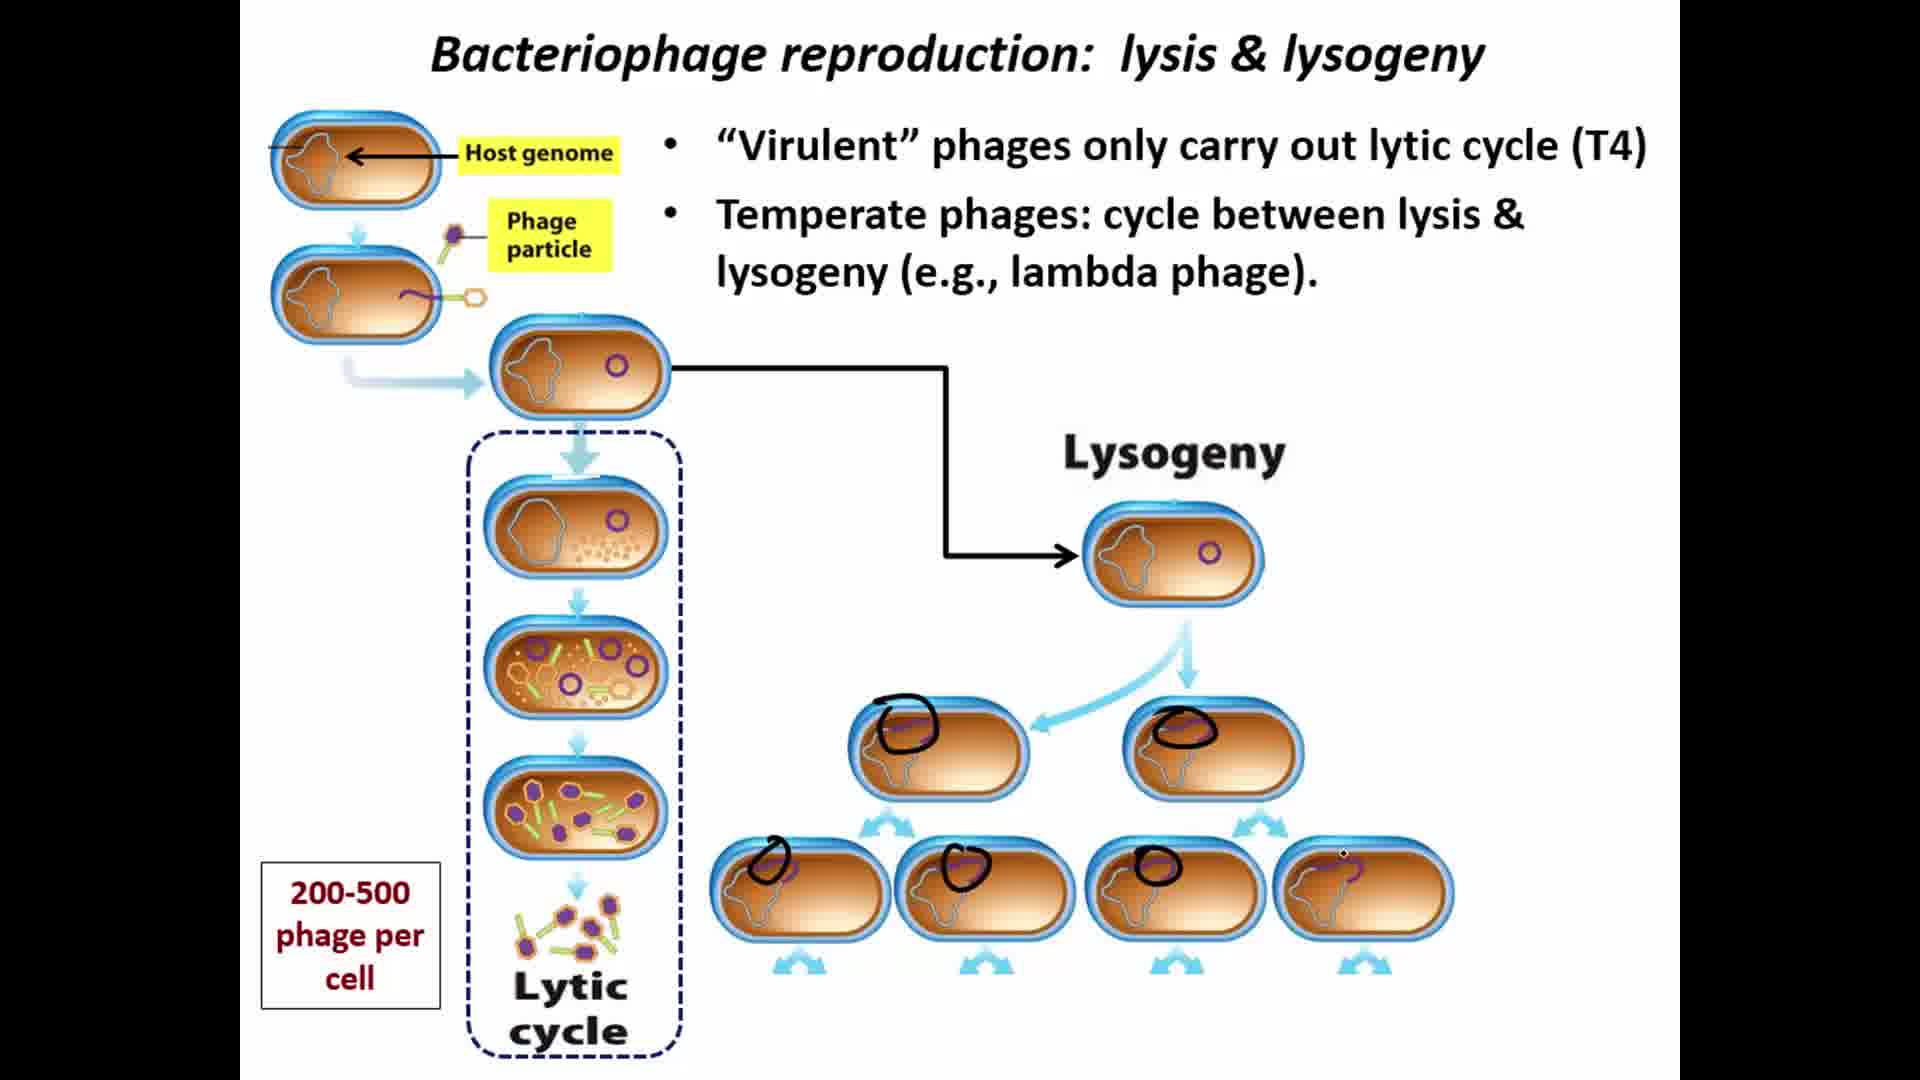 Bacteriophage reproduction: lysis & lysogeny
Host genome
Phage
particle
• “Virulent” phages only carry out lytic cycle (T4)
• Temperate phages: cycle between lysis &
lysogeny (e.g., lambda phage).
Lysogeny
200-500
phage per
cell
Lytic
cycle